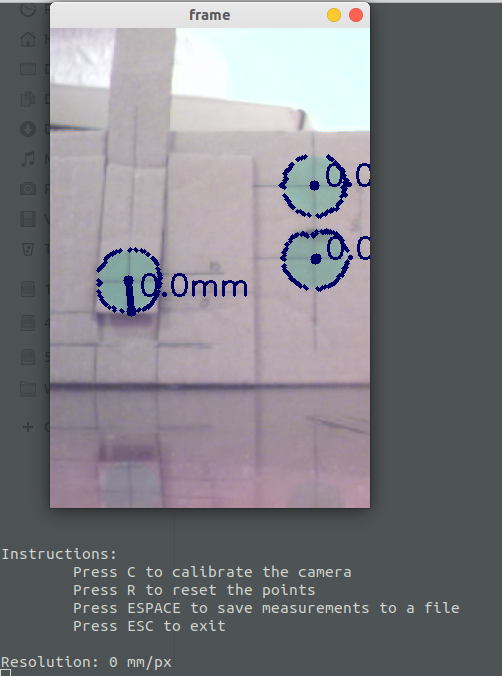 frame
0.0
0.0
0.0mm
Instructions:
Press C to calibrate the camera
Press R to reset the points
Press ESPACE to save measurements to a file
Press ESC to exit
Resolution: 0 mm/px